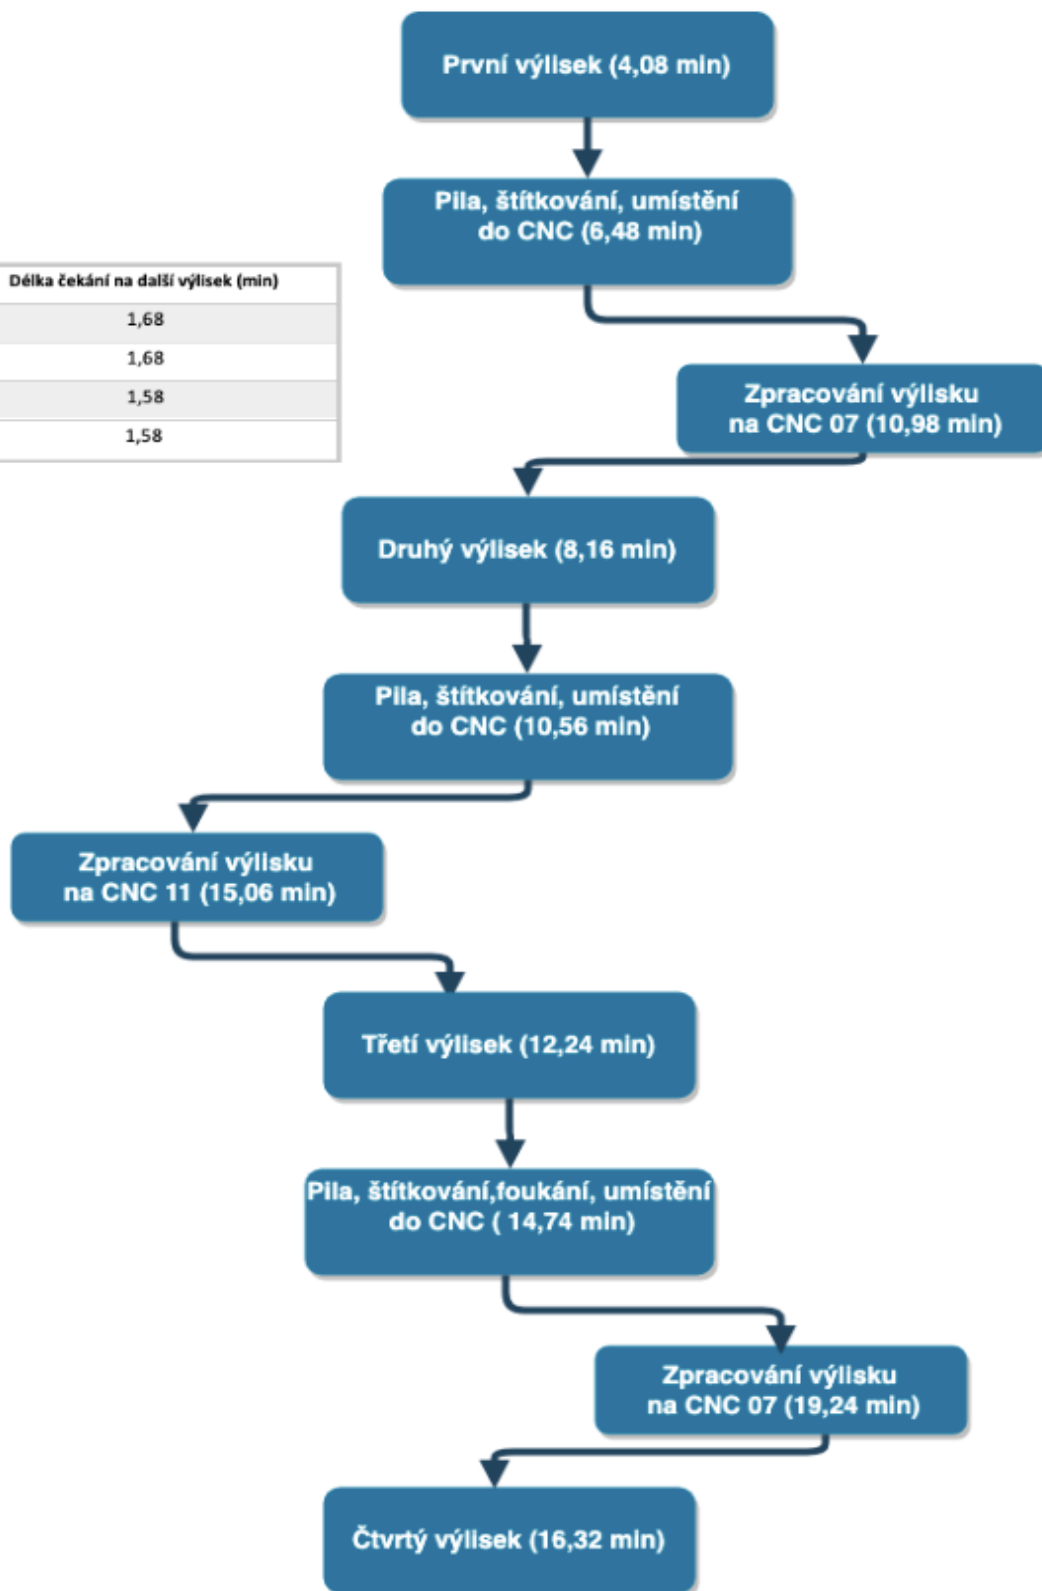 První výlisek (4,08 min)
Pila, štítkování, umístění
do CNC (6,48 min)
Délka čekání na další výlisek (min)
1,68
1,68
1,58
1,58
Zpracování výlisku
na CNC 07 (10,98 min)
Druhý výlisek (8,16 min)
Pila, štítkování, umístění
do CNC (10,56 min)
Zpracování výlisku
na CNC 11 (15,06 min)
Třetí výlisek (12,24 min)
Pila, štítkování,foukání, umístění
do CNC ( 14,74 min)
Zpracování výlisku
na CNC 07 (19,24 min)
Čtvrtý výlisek (16,32 min)